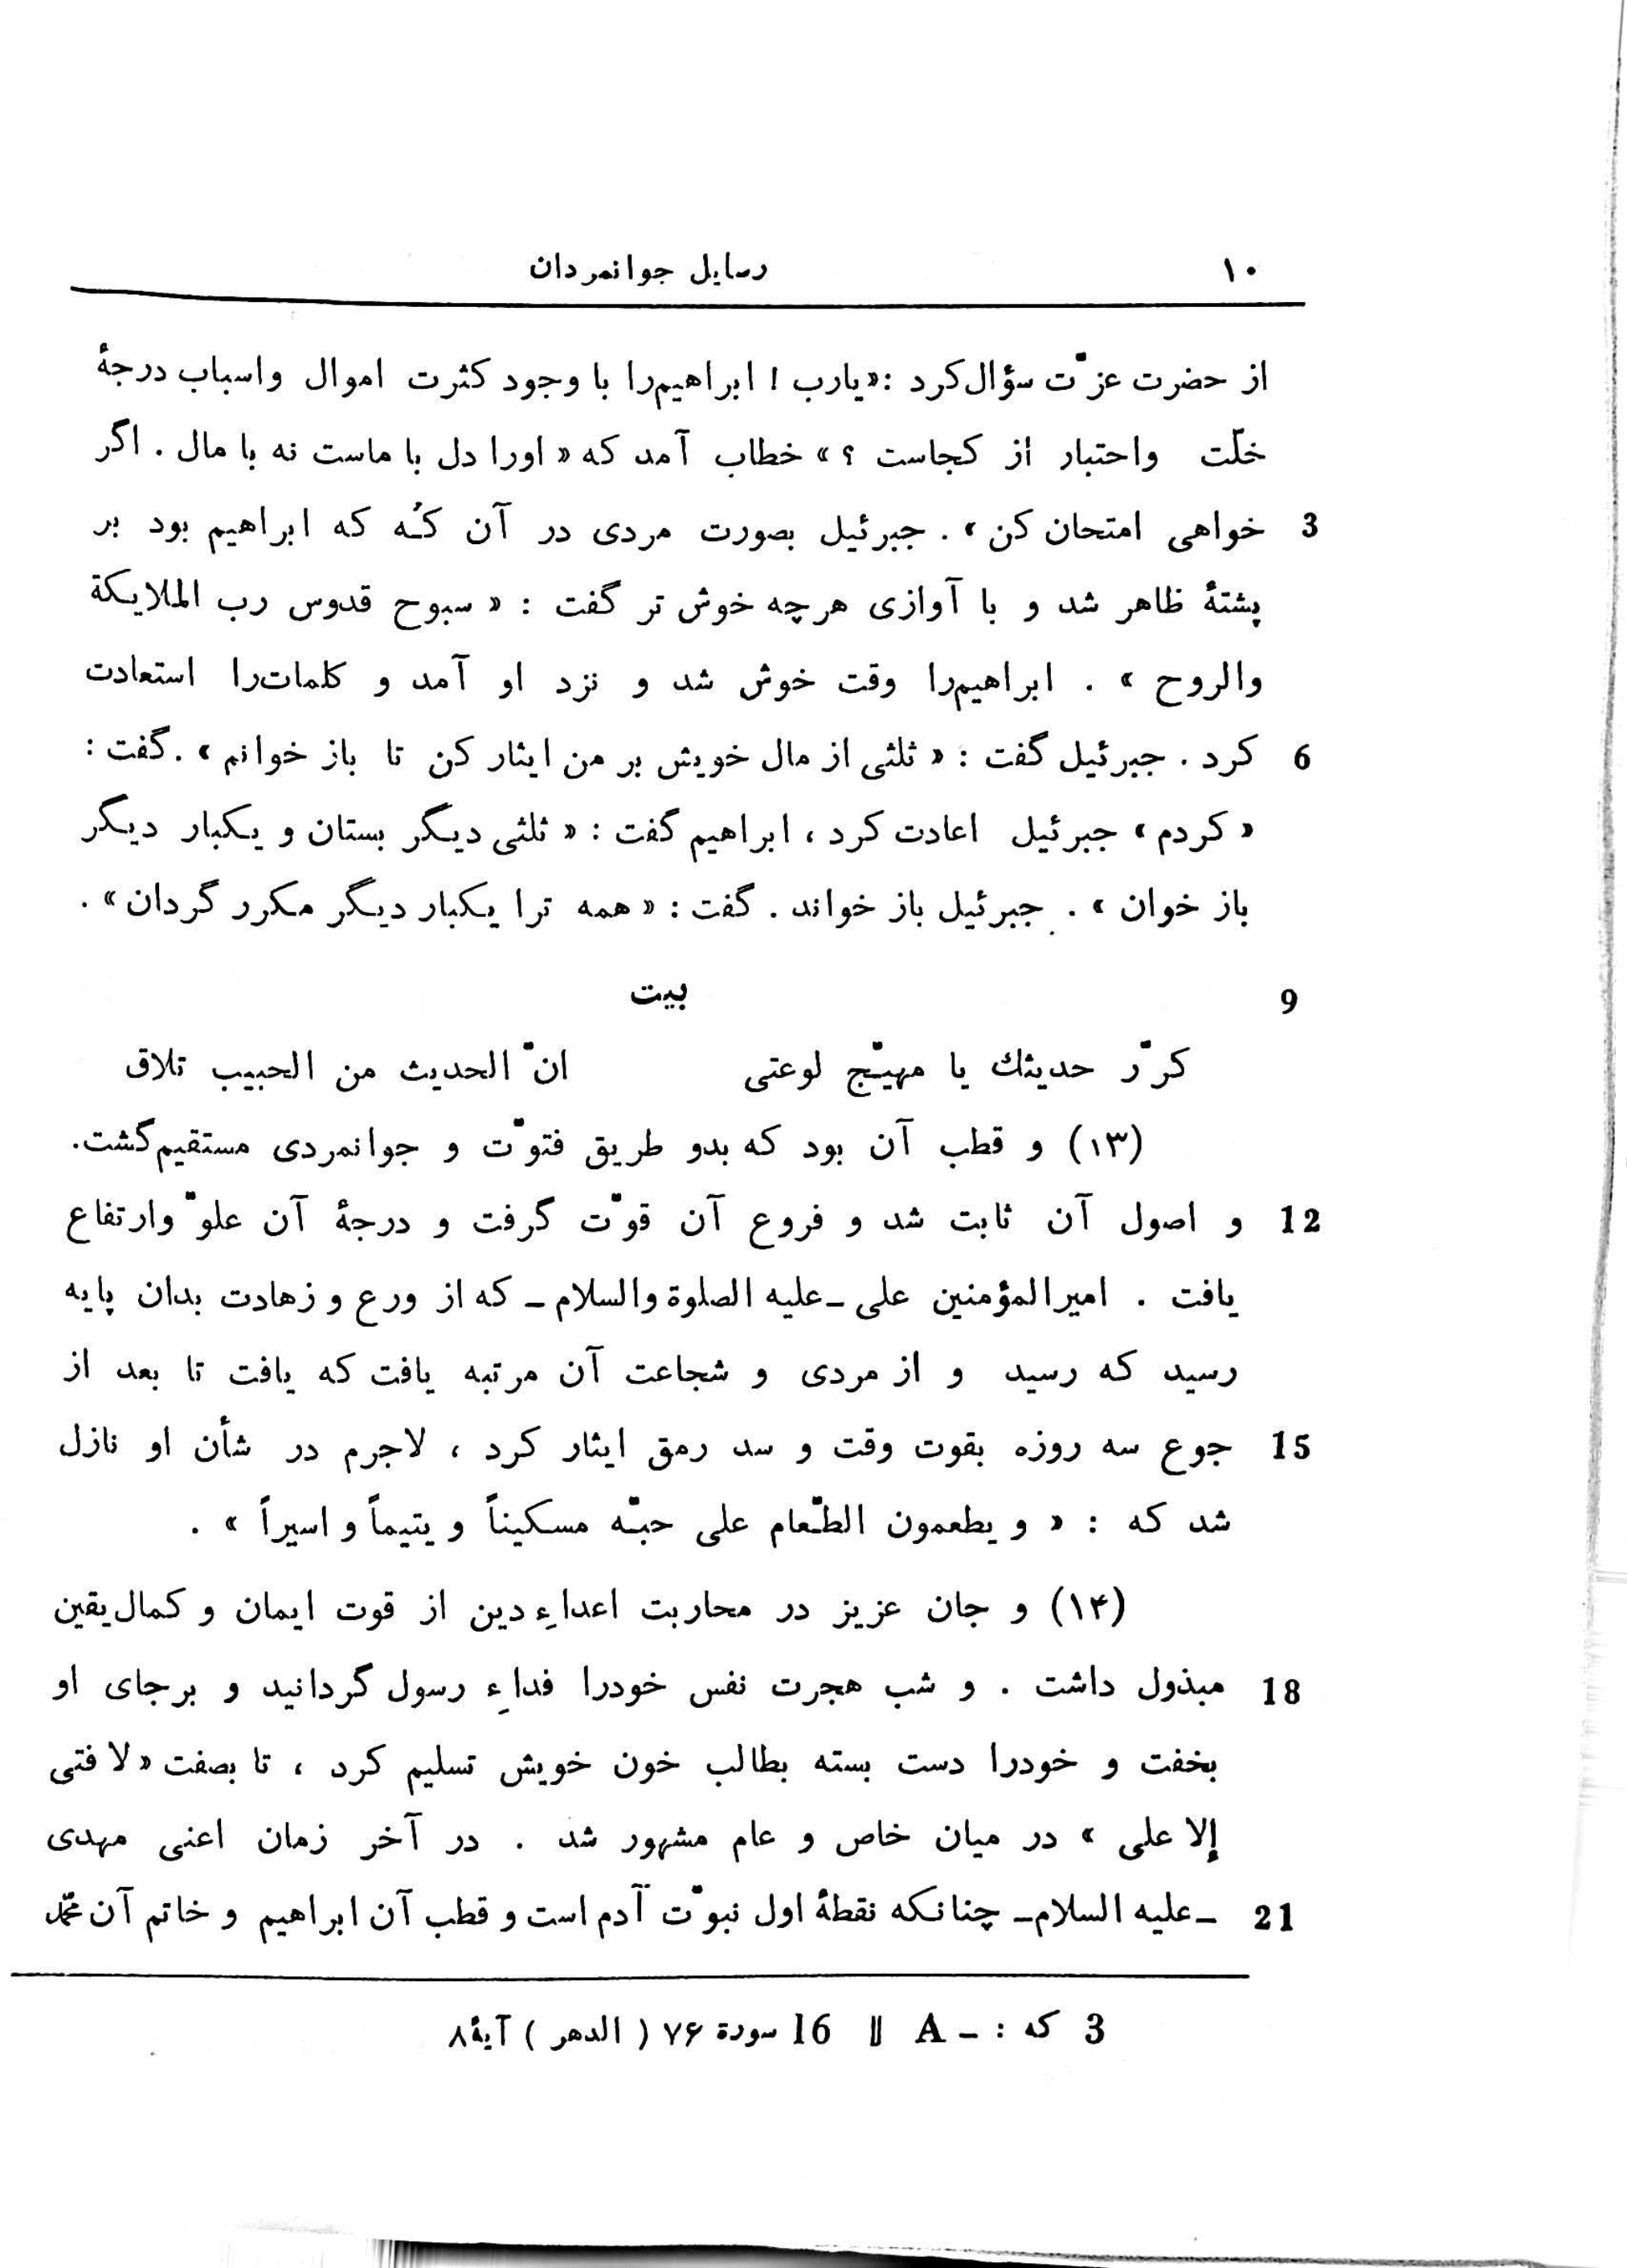 ۱۰ رسایل جوانمردان
از حضرت عزّت سؤال کرد :«یارب ! ابراهیم‌را با وجود کثرت اموال واسباب درجهٔ
خلّت واحتبار از کجاست ؟» خطاب آمد که « اورا دل با ماست نه با مال . اگر
3 خواهی امتحان کن » . جبرئیل بصورت مردی در آن کُه که ابراهیم بود بر
پشتهٔ ظاهر شد و با آوازی هرچه خوش تر گفت : « سبوح قدوس رب الملایکة
والروح » . ابراهیم‌را وقت خوش شد و نزد او آمد و کلمات‌را استعادت
6 کرد . جبرئیل گفت : « ثلثی از مال خویش بر من ایثار کن تا باز خوانم » .گفت :
« کردم » جبرئیل اعادت کرد ، ابراهیم گفت : « ثلثی دیگر بستان و یکبار دیگر
باز خوان » . جبرئیل باز خواند . گفت : « همه ترا یکبار دیگر مکرر گردان » .
9 بیت
کرّر حدیثك یا مهیّج لوعتی انّ الحدیث من الحبیب تلاق
(۱۳) و قطب آن بود که بدو طریق فتوّت و جوانمردی مستقیم گشت.
12 و اصول آن ثابت شد و فروع آن قوّت گرفت و درجهٔ آن علوّ وارتفاع
یافت . امیرالمؤمنین علی ـ علیه الصلوة والسلام ـ که از ورع و زهادت بدان پایه
رسید که رسید و از مردی و شجاعت آن مرتبه یافت که یافت تا بعد از
15 جوع سه روزه بقوت وقت و سد رمق ایثار کرد ، لاجرم در شأن او نازل
شد که : « و یطعمون الطّعام علی حبّه مسکیناً و یتیماً و اسیراً » .
(۱۴) و جان عزیز در محاربت اعداءِ دین از قوت ایمان و کمال یقین
18 مبذول داشت . و شب هجرت نفس خودرا فداءِ رسول گردانید و برجای او
بخفت و خودرا دست بسته بطالب خون خویش تسلیم کرد ، تا بصفت « لا فتی
إلا علی » در میان خاص و عام مشهور شد . در آخر زمان اعنی مهدی
21 ـ علیه السلام ـ چنانکه نقطهٔ اول نبوّت آدم است و قطب آن ابراهیم و خاتم آن محمّد
3 که : – A || 16 سورة ۷۶ ( الدهر ) آیهٔ ۸